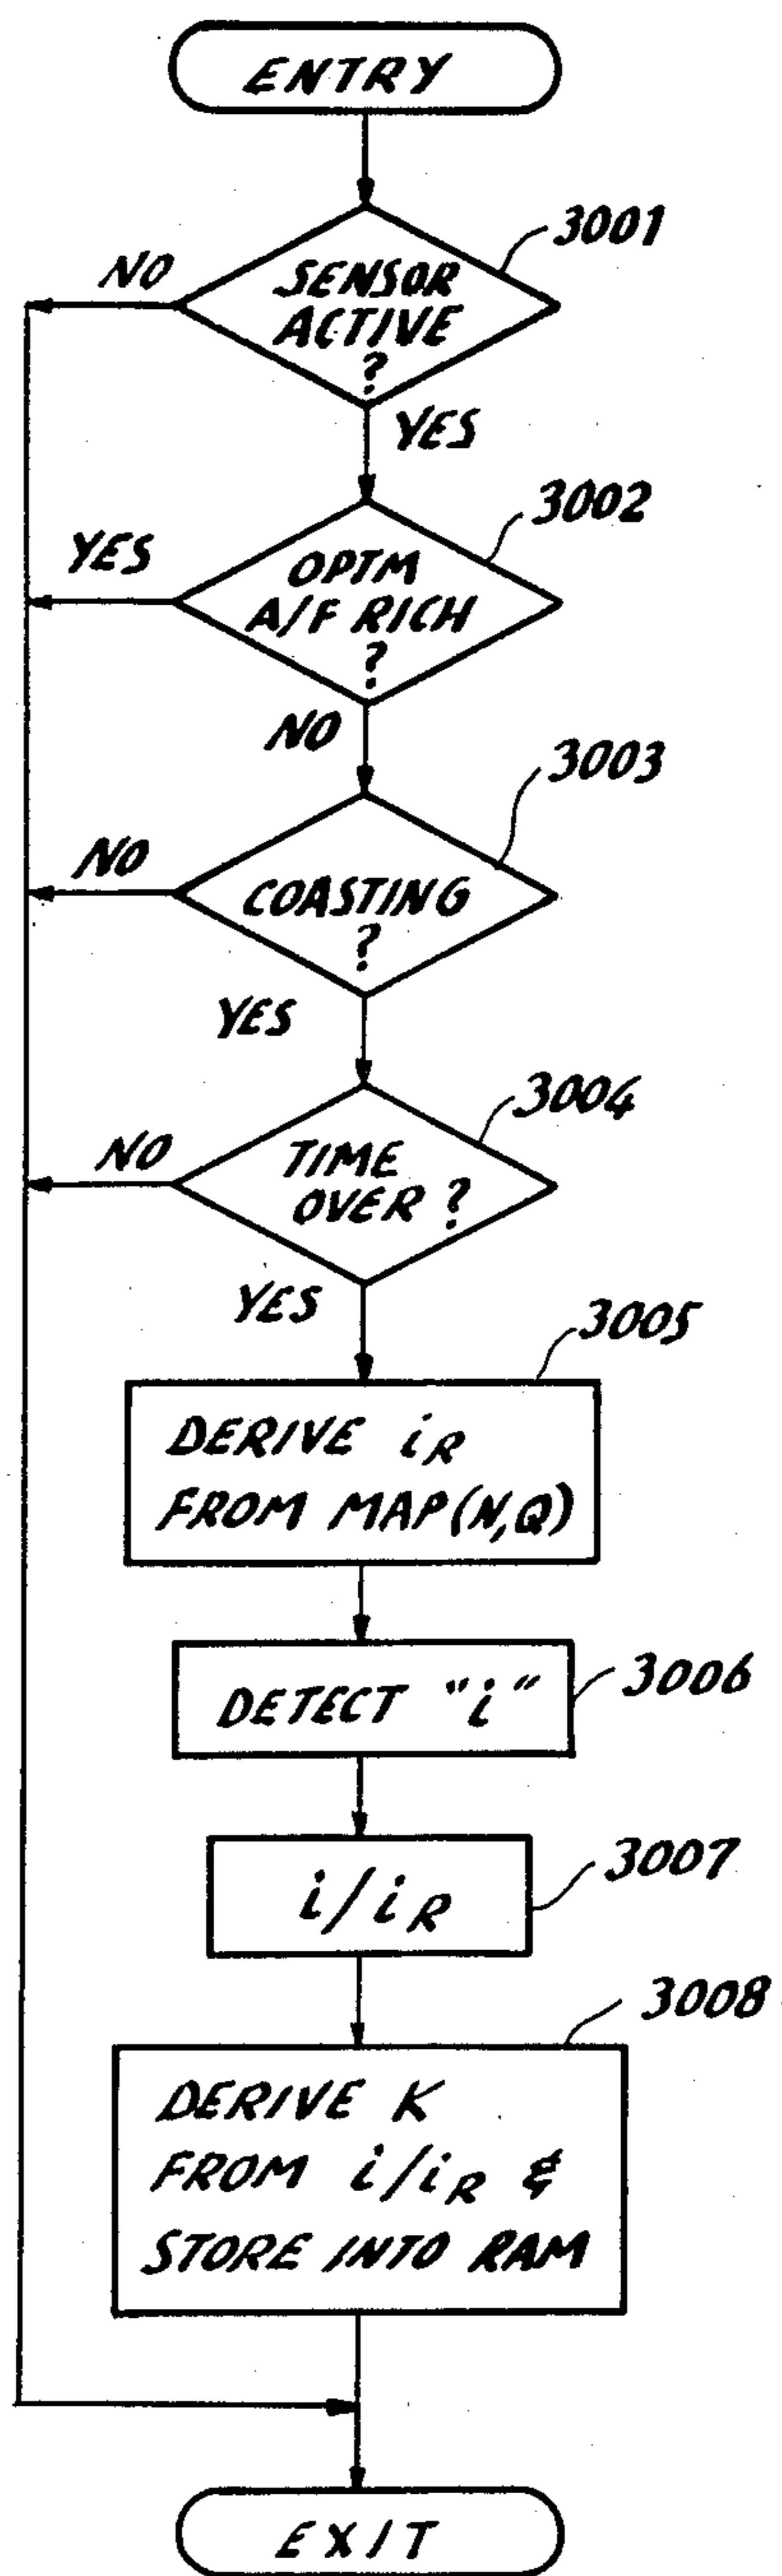 ENTRY
3001
NO
SENSOR
ACTIVE
?
YES
3002
YES
OPTM
A/F RICH
?
NO
3003
NO
COASTING
?
YES
3004
NO
TIME
OVER ?
YES
3005
DERIVE iR
FROM MAP(N,Q)
3006
DETECT "i"
3007
i/iR
3008
DERIVE K
FROM i/iR &
STORE INTO RAM
EXIT